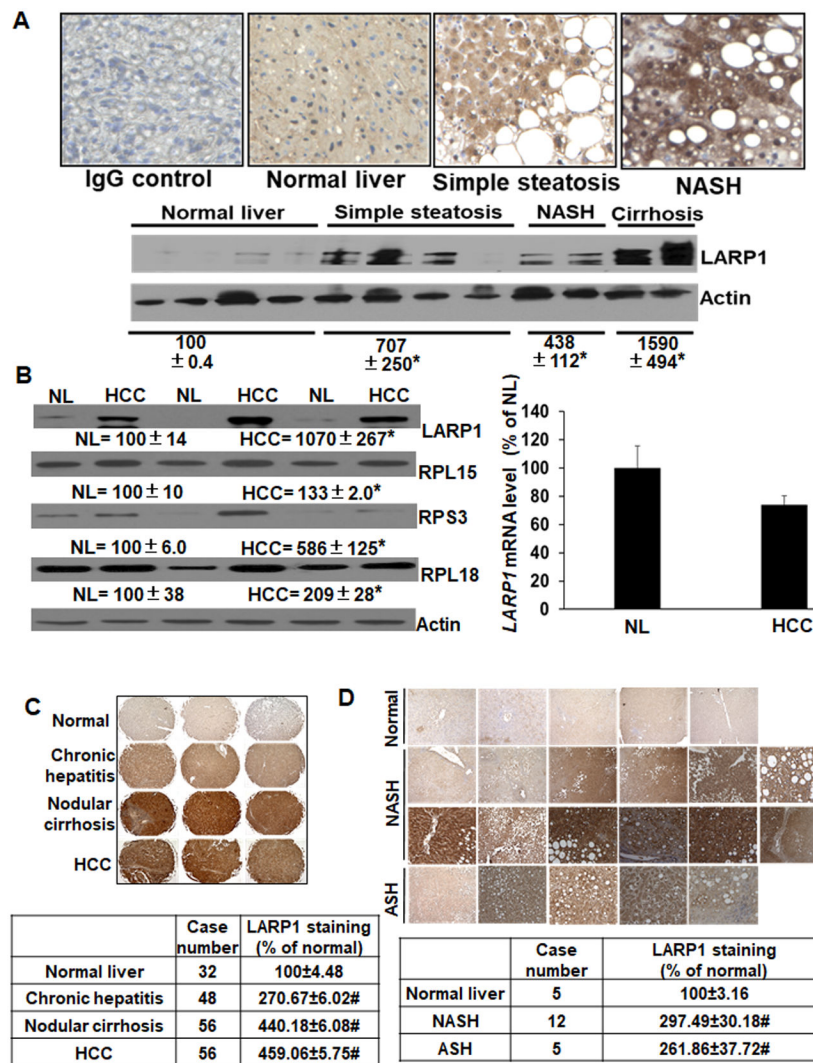 A
IgG control
Normal liver
Simple steatosis
NASH
Normal liver Simple steatosis NASH Cirrhosis
LARP1
Actin
100 707 438 1590
± 0.4 ± 250* ± 112* ± 494*
B
NL HCC NL HCC NL HCC
LARP1
NL= 100 ± 14 HCC= 1070 ± 267*
RPL15
NL= 100 ± 10 HCC= 133 ± 2.0*
RPS3
NL= 100 ± 6.0 HCC= 586 ± 125*
RPL18
NL= 100 ± 38 HCC= 209 ± 28*
Actin
LARP1 mRNA level (% of NL)
140
120
100
80
60
40
20
0
NL HCC
C
Normal
Chronic
hepatitis
Nodular
cirrhosis
HCC
Case
number
LARP1 staining
(% of normal)
Normal liver 32 100±4.48
Chronic hepatitis 48 270.67±6.02#
Nodular cirrhosis 56 440.18±6.08#
HCC 56 459.06±5.75#
D
Normal
NASH
ASH
Case
number
LARP1 staining
(% of normal)
Normal liver 5 100±3.16
NASH 12 297.49±30.18#
ASH 5 261.86±37.72#